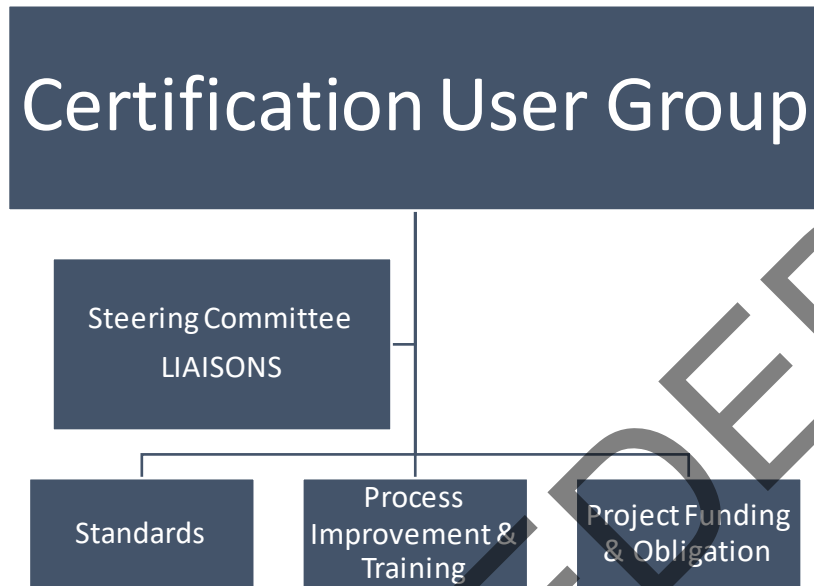 Certification User Group
Steering Committee
LIAISONS
Standards
Process
Improvement &
Training
Project Funding
& Obligation